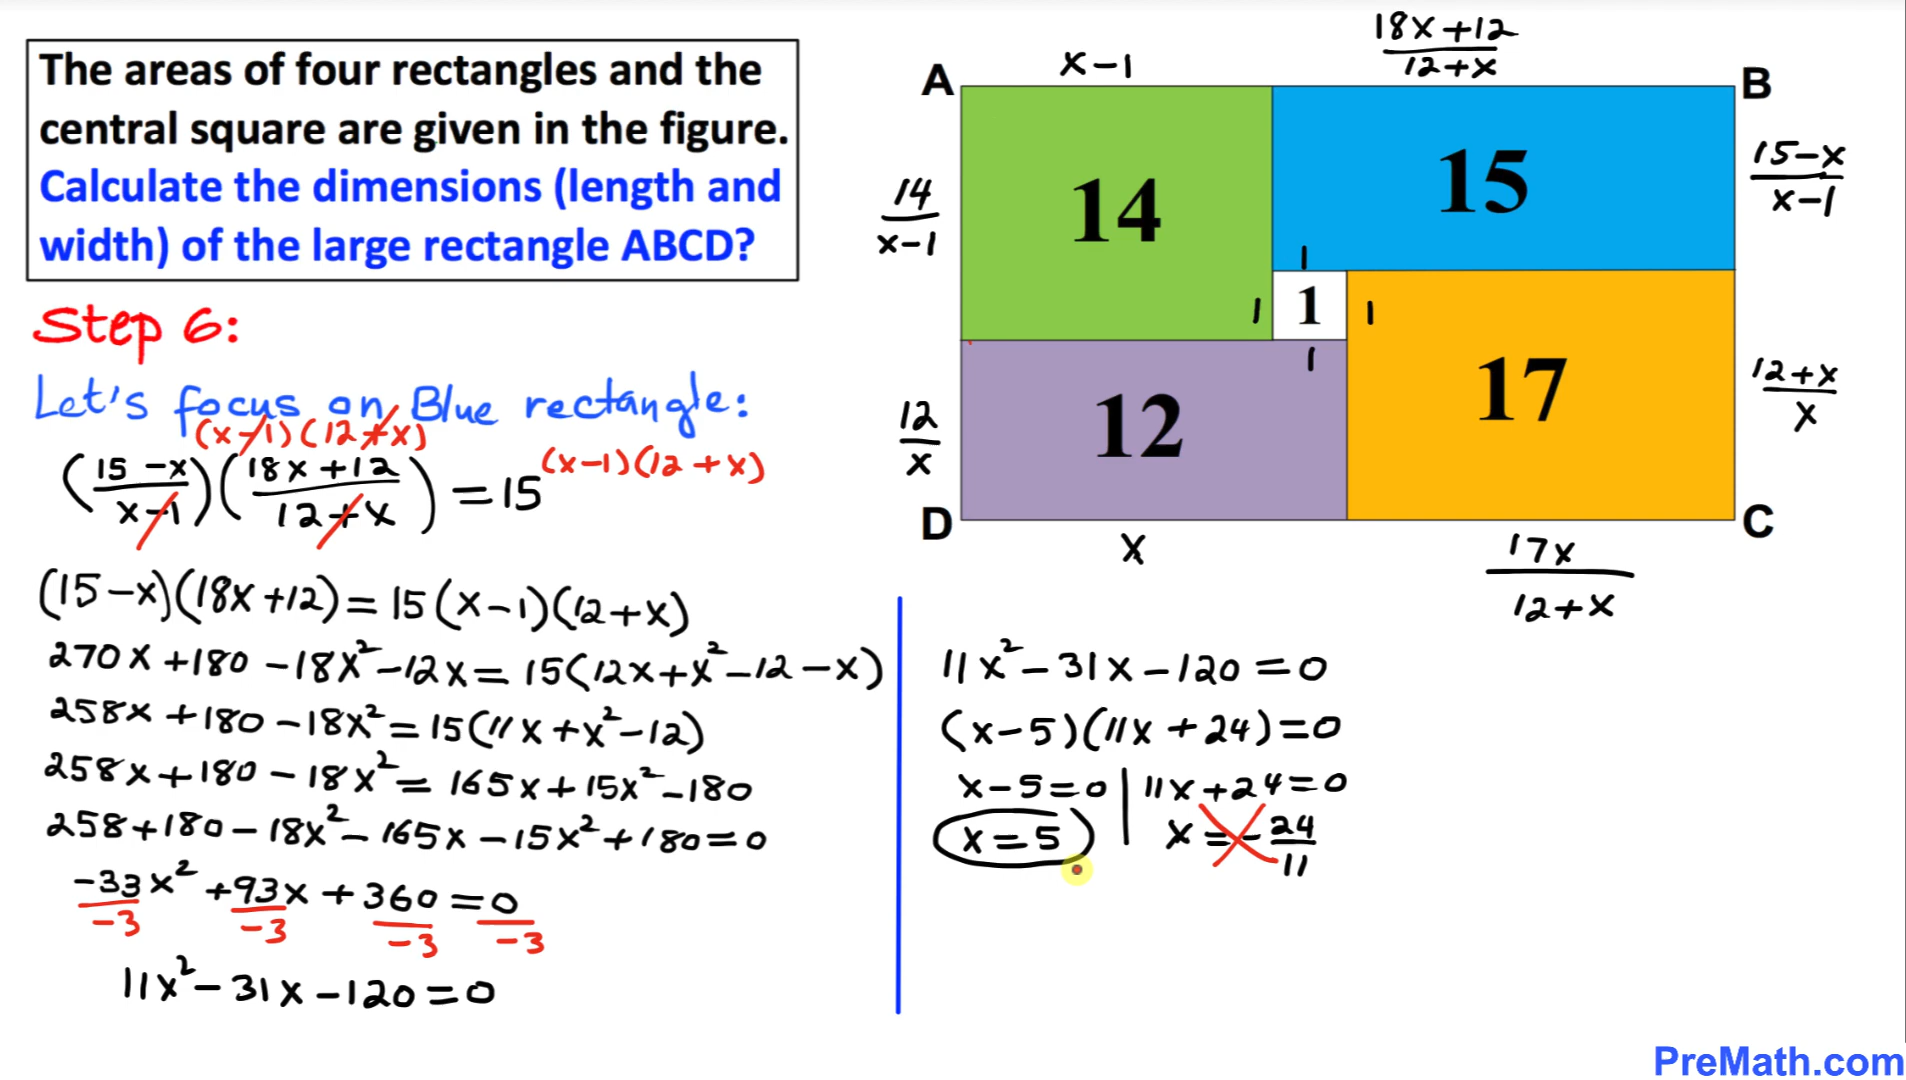 The areas of four rectangles and the
central square are given in the figure.
Calculate the dimensions (length and
width) of the large rectangle ABCD?
Step 6:
Let's focus on Blue rectangle:
(x-1)(12+x)
((15-x)/(x-1))((18x+12)/(12+x)) = 15 (x-1)(12+x)
(15-x)(18x+12) = 15(x-1)(12+x)
270x+180-18x²-12x = 15(12x+x²-12-x)
258x+180-18x² = 15(11x+x²-12)
258x+180-18x² = 165x+15x²-180
258+180-18x²-165x-15x²+180=0
-33x²+93x+360=0
-3 -3 -3 -3
11x²-31x-120=0
x-1
18x+12
12+x
A
B
14
x-1
14
15
15-x
x-1
1
1
1
1
1
12
x
12
17
12+x
x
D
C
x
17x
12+x
11x²-31x-120=0
(x-5)(11x+24)=0
x-5=0 | 11x+24=0
x=5 | x=-24/11
PreMath.com